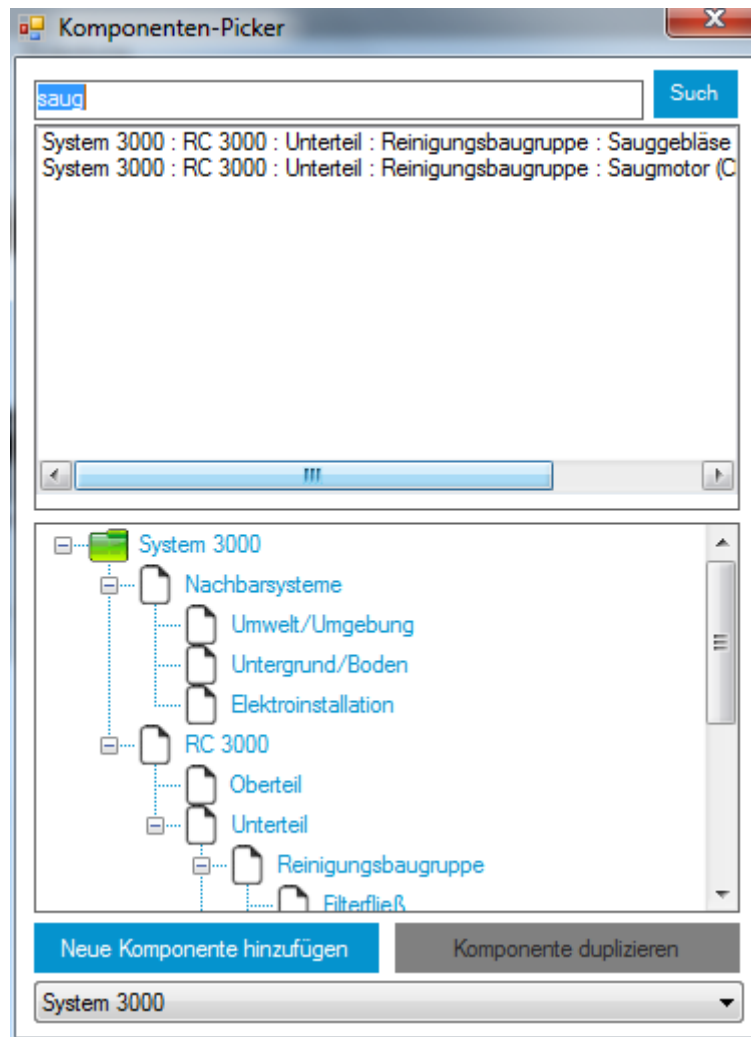 Komponenten-Picker
saug
Such
System 3000 : RC 3000 : Unterteil : Reinigungsbaugruppe : Sauggebläse
System 3000 : RC 3000 : Unterteil : Reinigungsbaugruppe : Saugmotor (C
System 3000
Nachbarsysteme
Umwelt/Umgebung
Untergrund/Boden
Elektroinstallation
RC 3000
Oberteil
Unterteil
Reinigungsbaugruppe
Filterfließ
Neue Komponente hinzufügen
Komponente duplizieren
System 3000